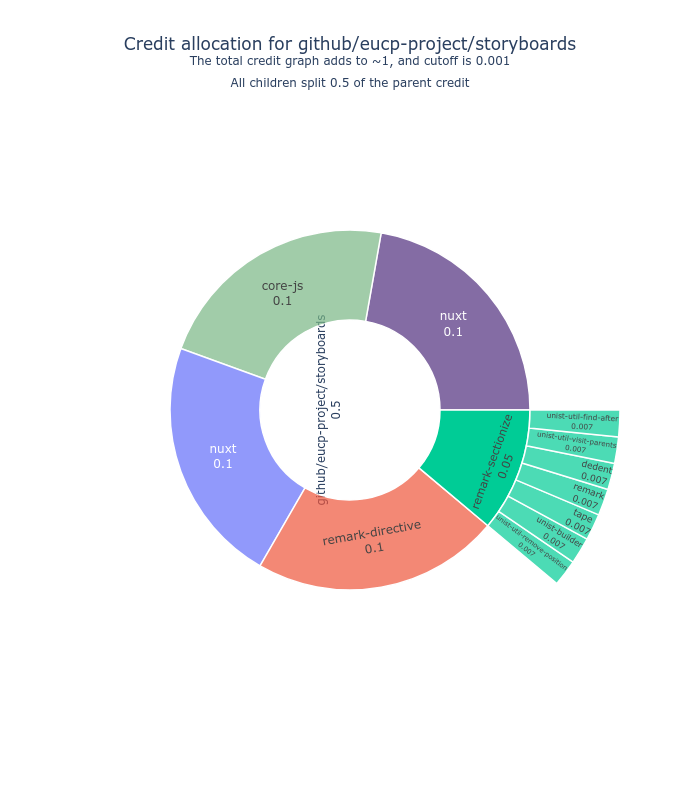 Credit allocation for github/eucp-project/storyboards
The total credit graph adds to ~1, and cutoff is 0.001
All children split 0.5 of the parent credit
core-js
0.1
nuxt
0.1
github/eucp-project/storyboards
0.5
nuxt
0.1
remark-directive
0.1
remark-sectionize
0.05
unist-util-find-after
0.007
unist-util-visit-parents
0.007
dedent
0.007
remark
0.007
tape
0.007
unist-builder
0.007
unist-util-remove-position
0.007